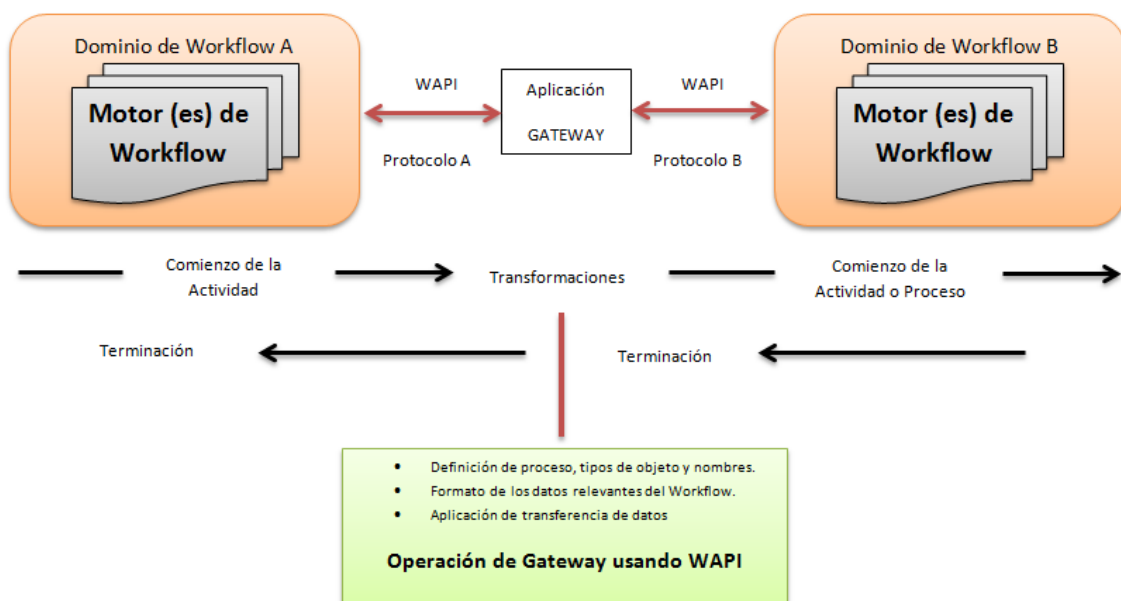 Dominio de Workflow A
Motor (es) de
Workflow
WAPI
Protocolo A
Aplicación
GATEWAY
WAPI
Protocolo B
Dominio de Workflow B
Motor (es) de
Workflow
Comienzo de la
Actividad
Transformaciones
Comienzo de la
Actividad o Proceso
Terminación
Terminación
• Definición de proceso, tipos de objeto y nombres.
• Formato de los datos relevantes del Workflow.
• Aplicación de transferencia de datos
Operación de Gateway usando WAPI